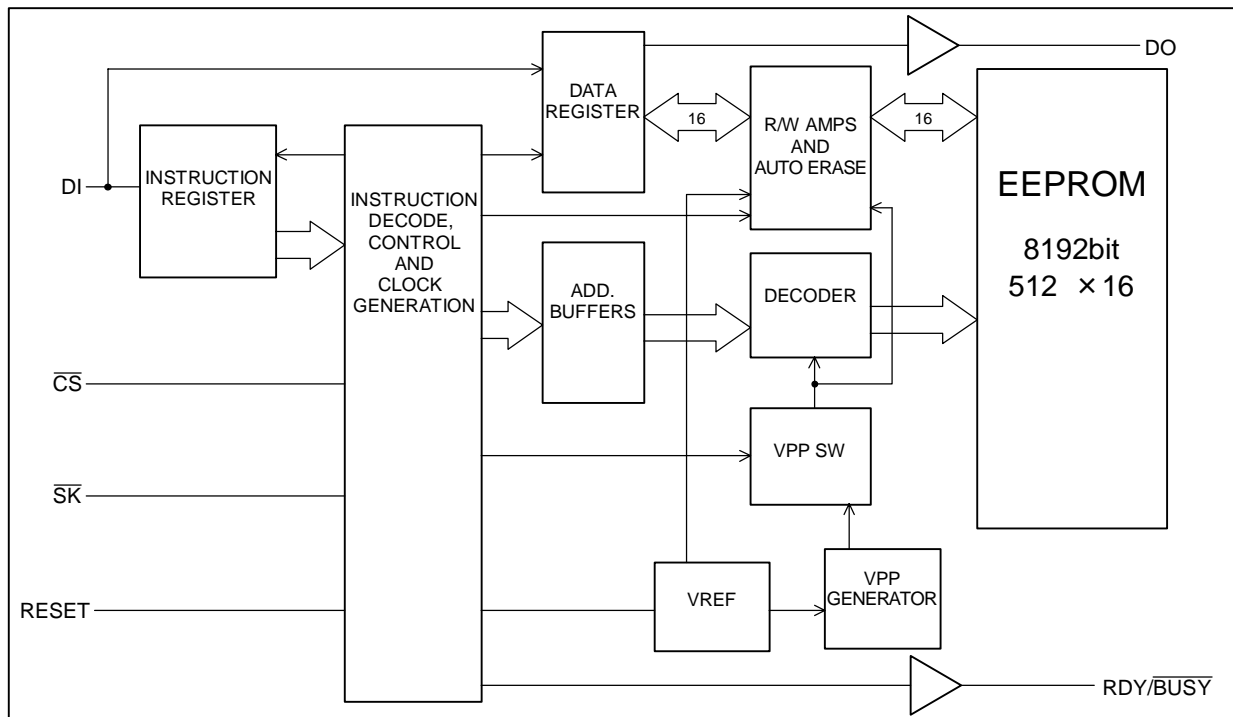 DO
DATA
REGISTER
16
R/W AMPS
AND
AUTO ERASE
16
EEPROM
8192bit
512 ×16
DI
INSTRUCTION
REGISTER
INSTRUCTION
DECODE,
CONTROL
AND
CLOCK
GENERATION
ADD.
BUFFERS
DECODER
CS
VPP SW
SK
RESET
VREF
VPP
GENERATOR
RDY/BUSY